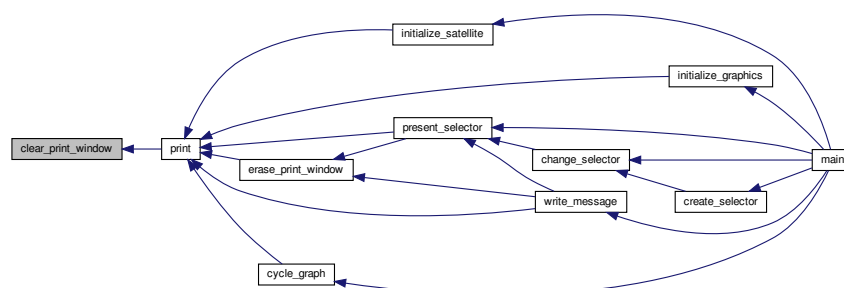 initialize_satellite
initialize_graphics
present_selector
clear_print_window
print
change_selector
main
erase_print_window
write_message
create_selector
cycle_graph